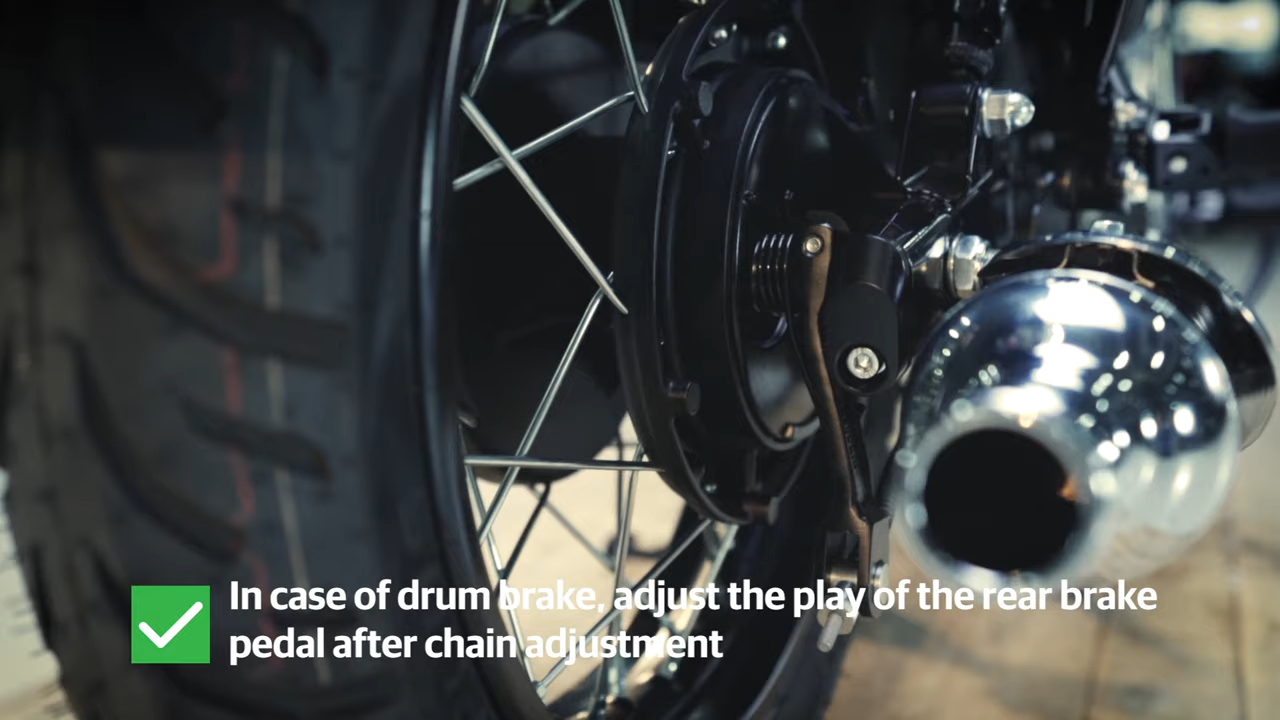 In case of drum brake, adjust the play of the rear brake
pedal after chain adjustment